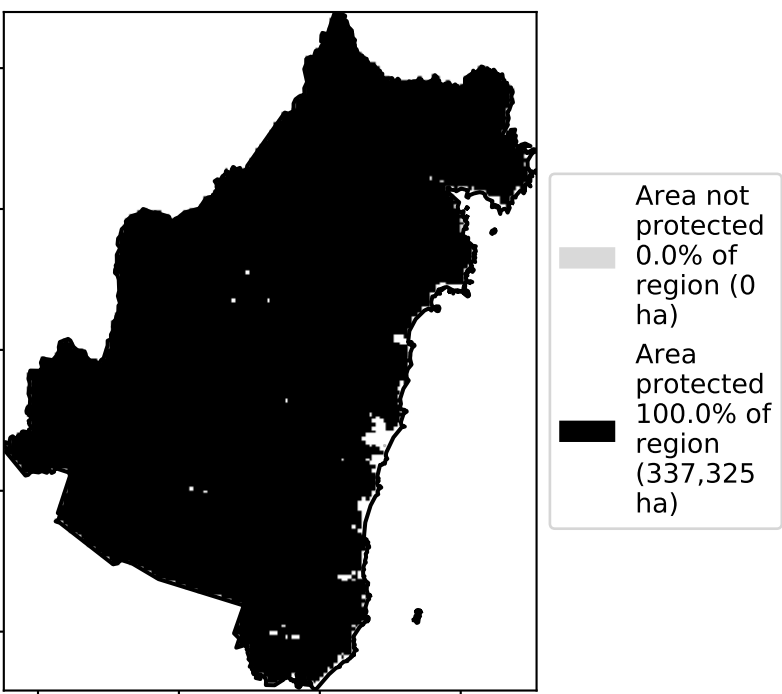 Area not
protected
0.0% of
region (0
ha)
Area
protected
100.0% of
region
(337,325
ha)